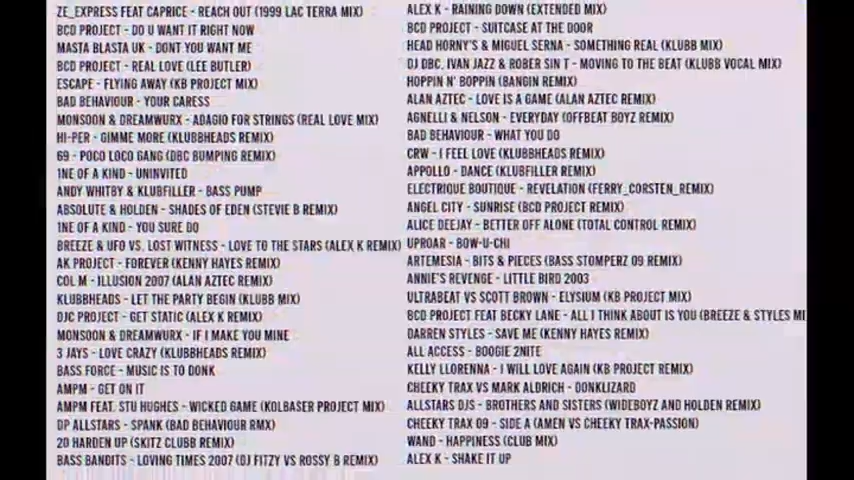 ZE_EXPRESS FEAT CAPRICE - REACH OUT (1999 LAC TERRA MIX)
BCD PROJECT - DO U WANT IT RIGHT NOW
MASTA BLASTA UK - DONT YOU WANT ME
BCD PROJECT - REAL LOVE (LEE BUTLER)
ESCAPE - FLYING AWAY (KB PROJECT MIX)
BAD BEHAVIOUR - YOUR CARESS
MONSOON & DREAMWURX - ADAGIO FOR STRINGS (REAL LOVE MIX)
HI-PER - GIMME MORE (KLUBBHEADS REMIX)
69 - POCO LOCO GANG (DBC BUMPING REMIX)
1NE OF A KIND - UNINVITED
ANDY WHITBY & KLUBFILLER - BASS PUMP
ABSOLUTE & HOLDEN - SHADES OF EDEN (STEVIE B REMIX)
1NE OF A KIND - YOU SURE DO
BREEZE & UFO VS. LOST WITNESS - LOVE TO THE STARS (ALEX K REMIX)
AK PROJECT - FOREVER (KENNY HAYES REMIX)
COL M - ILLUSION 2007 (ALAN AZTEC REMIX)
KLUBBHEADS - LET THE PARTY BEGIN (KLUBB MIX)
DJC PROJECT - GET STATIC (ALEX K REMIX)
MONSOON & DREAMWURX - IF I MAKE YOU MINE
3 JAYS - LOVE CRAZY (KLUBBHEADS REMIX)
BASS FORCE - MUSIC IS TO DONK
AMPM - GET ON IT
AMPM FEAT. STU HUGHES - WICKED GAME (KOLBASER PROJECT MIX)
DP ALLSTARS - SPANK (BAD BEHAVIOUR RMX)
2D HARDEN UP (SKITZ CLUBB REMIX)
BASS BANDITS - LOVING TIMES 2007 (DJ FITZY VS ROSSY B REMIX)
ALEX K - RAINING DOWN (EXTENDED MIX)
BCD PROJECT - SUITCASE AT THE DOOR
HEAD HORNY'S & MIGUEL SERNA - SOMETHING REAL (KLUBB MIX)
DJ DBC, IVAN JAZZ & ROBER SIN T - MOVING TO THE BEAT (KLUBB VOCAL MIX)
HOPPIN N' BOPPIN (BANGIN REMIX)
ALAN AZTEC - LOVE IS A GAME (ALAN AZTEC REMIX)
AGNELLI & NELSON - EVERYDAY (OFFBEAT BOYZ REMIX)
BAD BEHAVIOUR - WHAT YOU DO
CRW - I FEEL LOVE (KLUBBHEADS REMIX)
APPOLLO - DANCE (KLUBFILLER REMIX)
ELECTRIQUE BOUTIQUE - REVELATION (FERRY_CORSTEN_REMIX)
ANGEL CITY - SUNRISE (BCD PROJECT REMIX)
ALICE DEEJAY - BETTER OFF ALONE (TOTAL CONTROL REMIX)
UPROAR - BOW-U-CHI
ARTEMESIA - BITS & PIECES (BASS STOMPERZ 09 REMIX)
ANNIE'S REVENGE - LITTLE BIRD 2003
ULTRABEAT VS SCOTT BROWN - ELYSIUM (KB PROJECT MIX)
BCD PROJECT FEAT BECKY LANE - ALL I THINK ABOUT IS YOU (BREEZE & STYLES MI
DARREN STYLES - SAVE ME (KENNY HAYES REMIX)
ALL ACCESS - BOOGIE 2NITE
KELLY LLORENNA - I WILL LOVE AGAIN (KB PROJECT REMIX)
CHEEKY TRAX VS MARK ALDRICH - DONKLIZARD
ALLSTARS DJS - BROTHERS AND SISTERS (WIDEBOYZ AND HOLDEN REMIX)
CHEEKY TRAX 09 - SIDE A (AMEN VS CHEEKY TRAX-PASSION)
WAND - HAPPINESS (CLUB MIX)
ALEX K - SHAKE IT UP